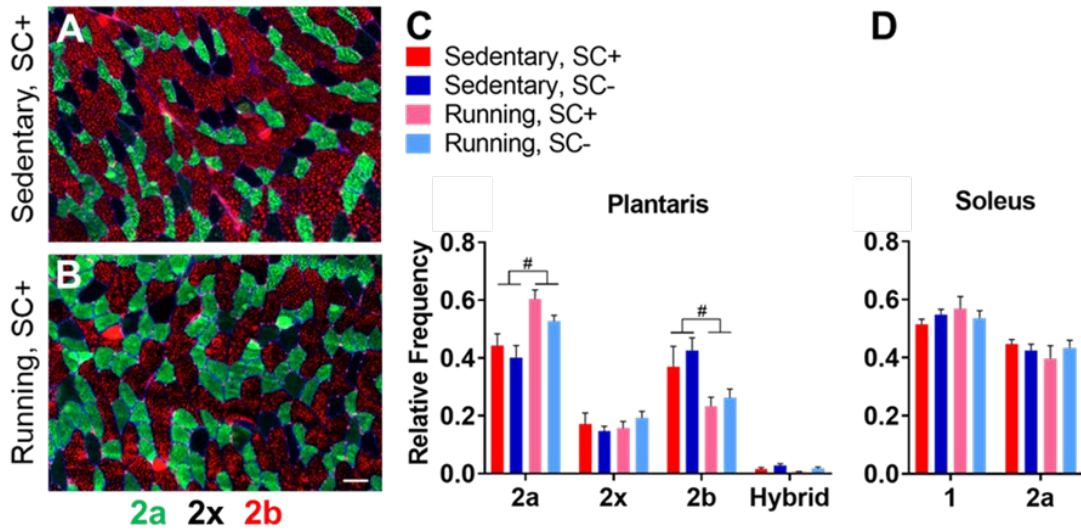 A
Sedentary, SC+
B
Running, SC+
2a 2x 2b
C
Sedentary, SC+
Sedentary, SC-
Running, SC+
Running, SC-
Plantaris
Relative Frequency
0.8
0.6
0.4
0.2
0.0
#
#
2a 2x 2b Hybrid
D
Soleus
0.8
0.6
0.4
0.2
0.0
1 2a